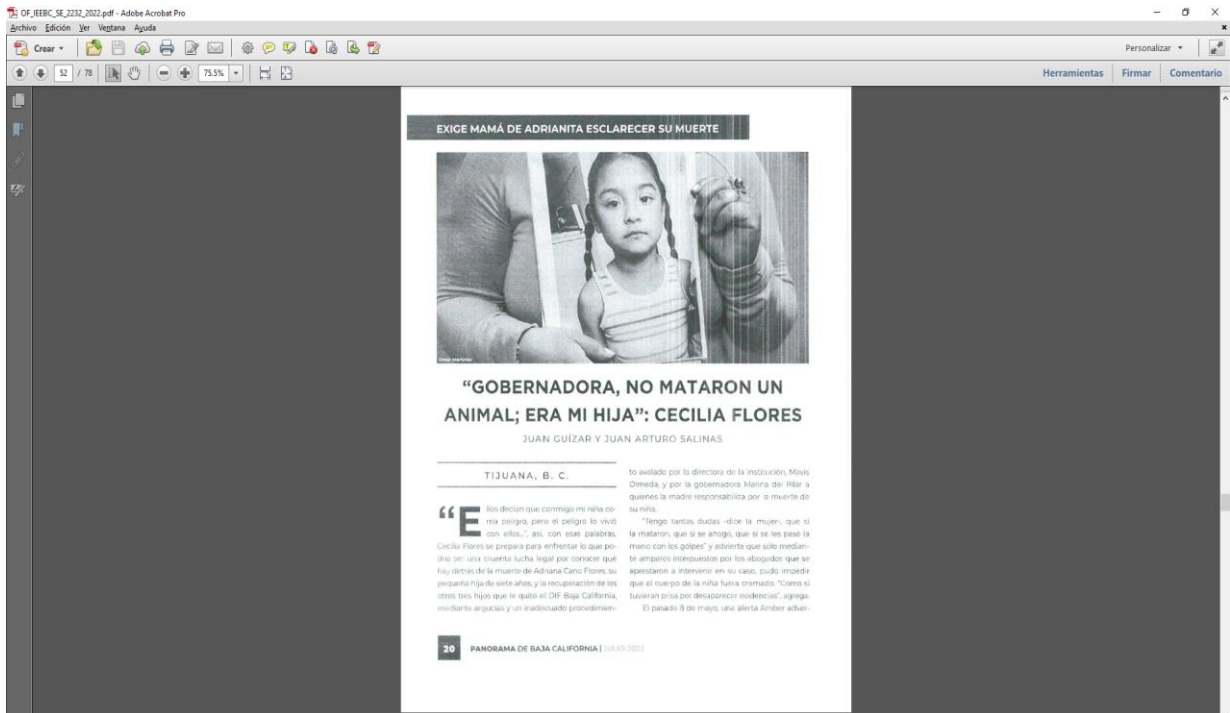 OF_IEEBC_SE_2232_2022.pdf - Adobe Acrobat Pro
Archivo Edición Ver Ventana Ayuda
Crear
Personalizar
52 / 78
75.5%
Herramientas Firmar Comentario
EXIGE MAMÁ DE ADRIANITA ESCLARECER SU MUERTE
Omar Martínez
“GOBERNADORA, NO MATARON UN
ANIMAL; ERA MI HIJA”: CECILIA FLORES
JUAN GUÍZAR Y JUAN ARTURO SALINAS
TIJUANA, B. C.
“Ellos decían que conmigo mi niña co-
rría peligro, pero el peligro lo vivió
con ellos...”, así, con esas palabras,
Cecilia Flores se prepara para enfrentar lo que po-
dría ser una cruenta lucha legal por conocer qué
hay detrás de la muerte de Adriana Cano Flores, su
pequeña hija de siete años, y la recuperación de los
otros tres hijos que le quitó el DIF Baja California,
mediante argucias y un inadecuado procedimien-
to avalado por la directora de la institución, Mavis
Olmeda, y por la gobernadora Marina del Pilar a
quienes la madre responsabiliza por la muerte de
su niña.
“Tengo tantas dudas -dice la mujer-, que si
la mataron, que si se ahogó, que si se les pasó la
mano con los golpes” y advierte que solo median-
te amparos interpuestos por los abogados que se
aprestaron a intervenir en su caso, pudo impedir
que el cuerpo de la niña fuera cremado. “Como si
tuvieran prisa por desaparecer evidencias”, agrega.
El pasado 8 de mayo, una alerta Amber adver-
20 PANORAMA DE BAJA CALIFORNIA | JULIO 2022